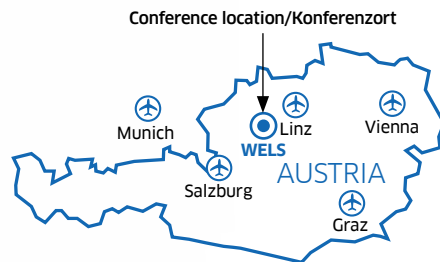 Conference location/Konferenzort
Munich
Linz
Vienna
WELS
Salzburg
AUSTRIA
Graz